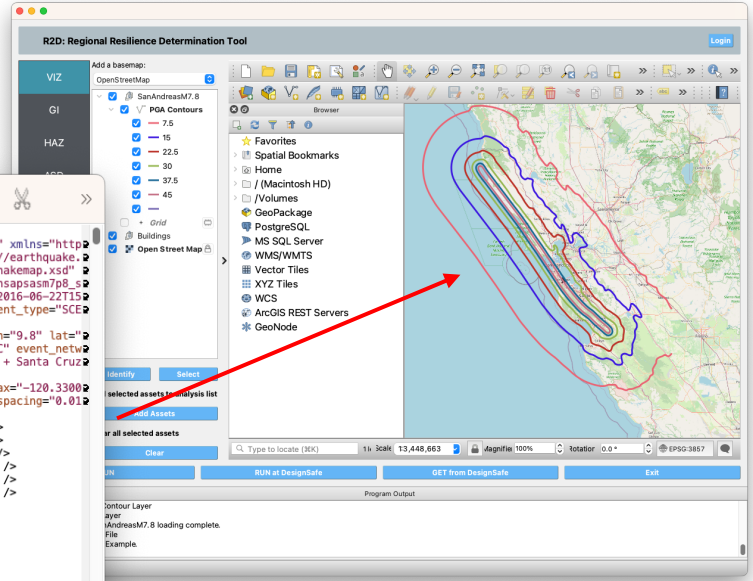 R2D: Regional Resilience Determination Tool
Login
VIZ
GI
HAZ
Add a basemap:
OpenStreetMap
SanAndreasM7.8
PGA Contours
7.5
15
22.5
30
37.5
45
Grid
Buildings
Open Street Map
Browser
Favorites
Spatial Bookmarks
Home
/ (Macintosh HD)
/Volumes
GeoPackage
PostgreSQL
MS SQL Server
WMS/WMTS
Vector Tiles
XYZ Tiles
WCS
ArcGIS REST Servers
GeoNode
" xmlns="http
//earthquake.
akemap.xsd"
nsapsasm7p8_s
2016-06-22T15
ent_type="SCE
h="9.8" lat="
C" event_netw
+ Santa Cruz
ax="-120.3300
spacing="0.01
>
>
/>
/>
/>
/>
Identify
Select
selected assets to analysis list
Add Assets
ar all selected assets
Clear
Type to locate (⌘K)
Scale
1:3,448,663
Magnifie
100%
Rotation
0.0 °
EPSG:3857
UN
RUN at DesignSafe
GET from DesignSafe
Exit
Program Output
Contour Layer
ayer
nAndreasM7.8 loading complete.
File
Example.